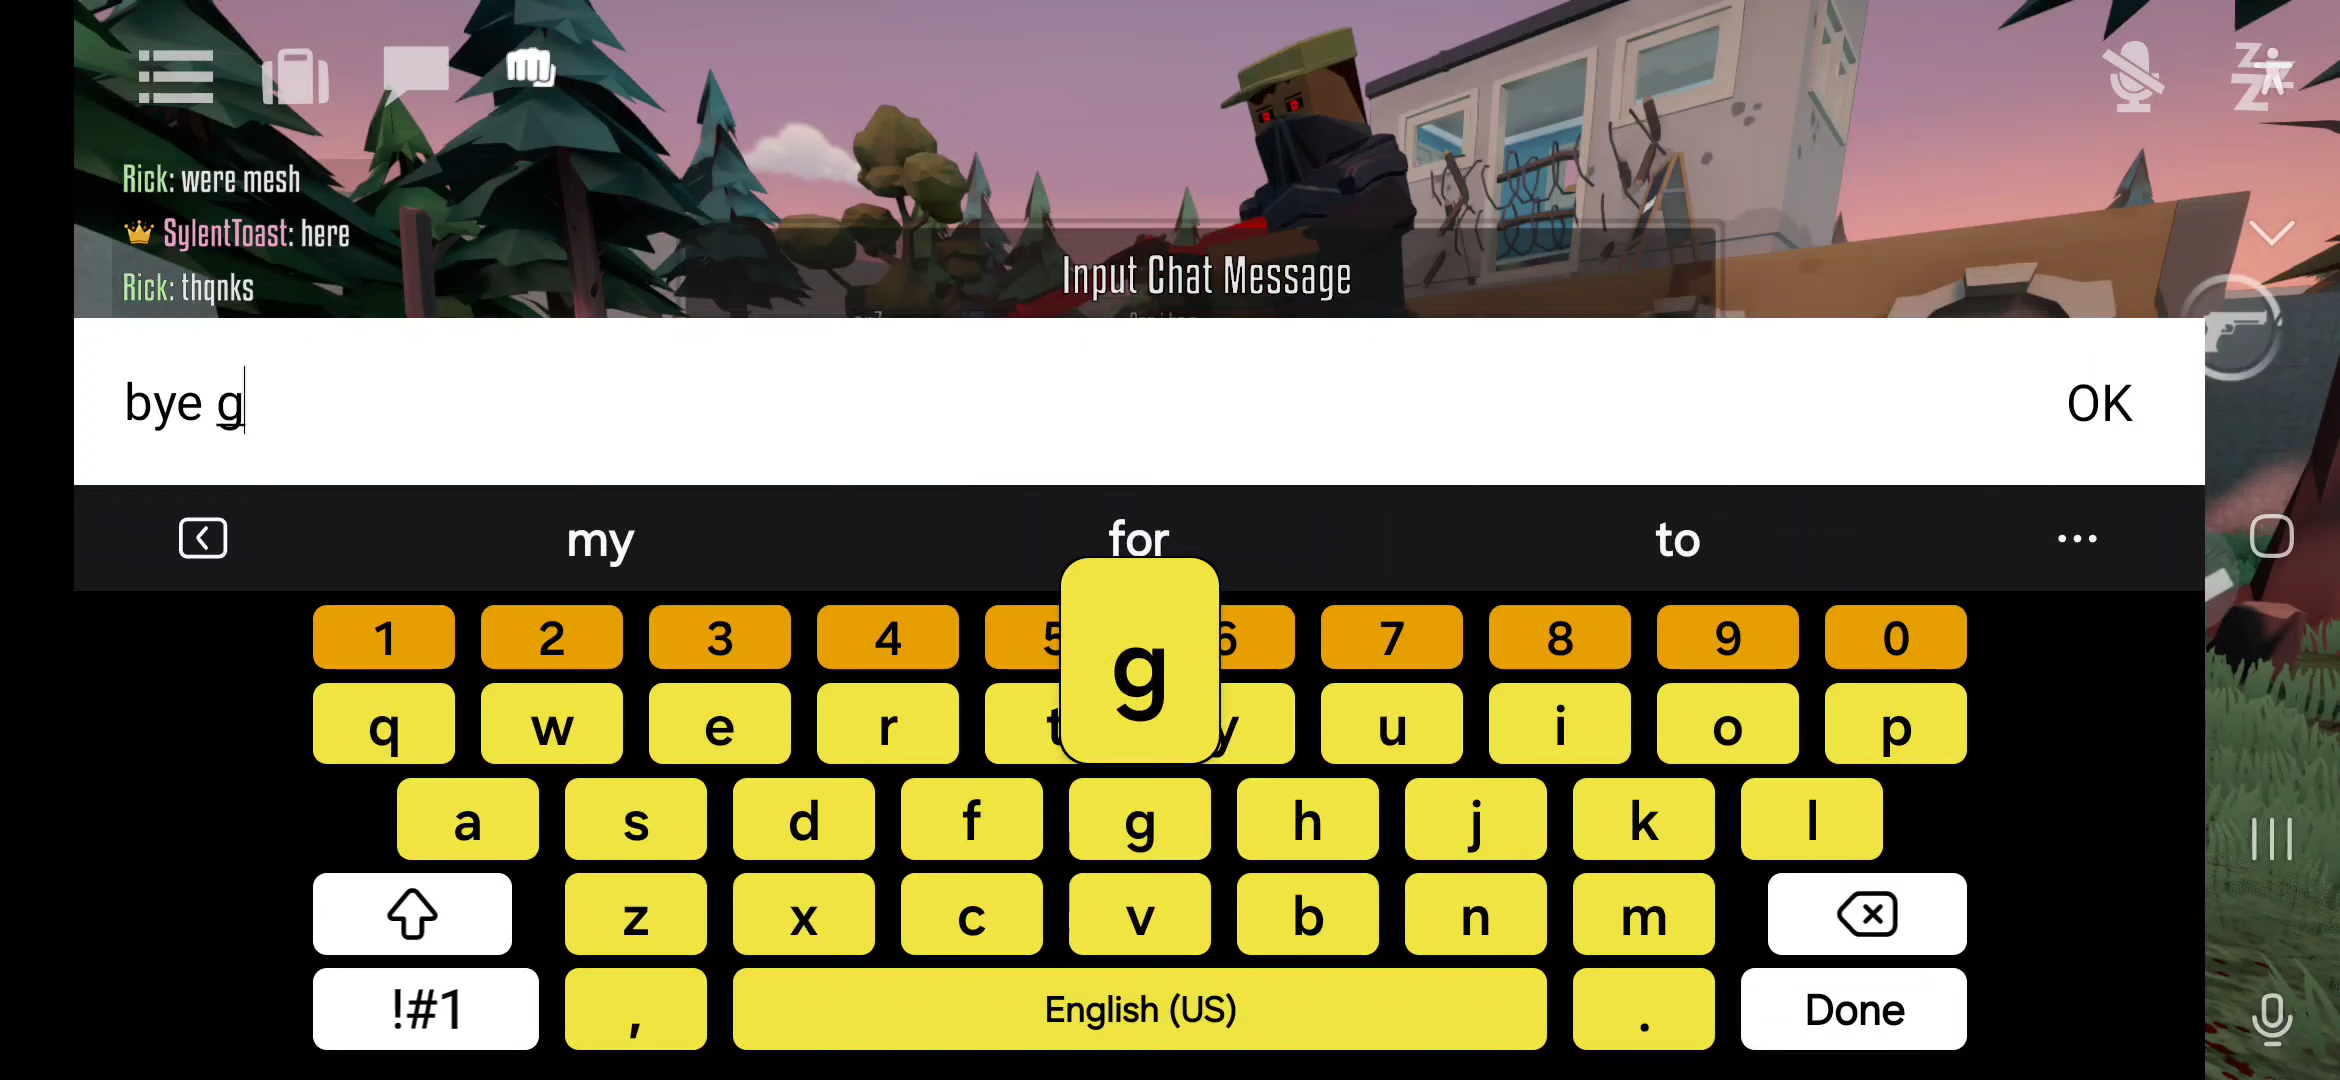 Rick: were mesh
SylentToast: here
Rick: thqnks
Input Chat Message
bye g
OK
my for to
1 2 3 4 5 6 7 8 9 0
g
q w e r t y u i o p
a s d f g h j k l
z x c v b n m
!#1 , English (US) . Done